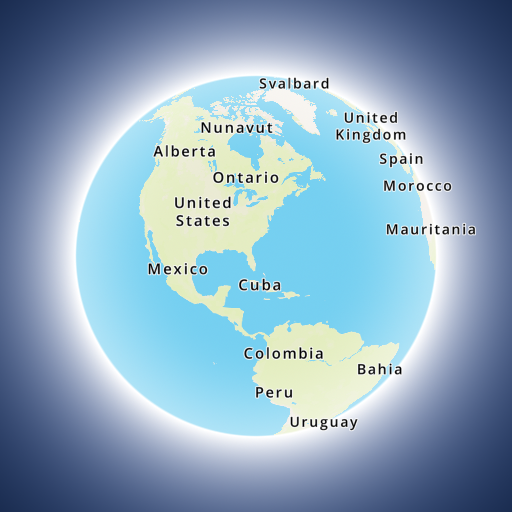 Svalbard
United
Kingdom
Nunavut
Alberta
Spain
Ontario
Morocco
United
States
Mauritania
Mexico
Cuba
Colombia
Bahia
Peru
Uruguay